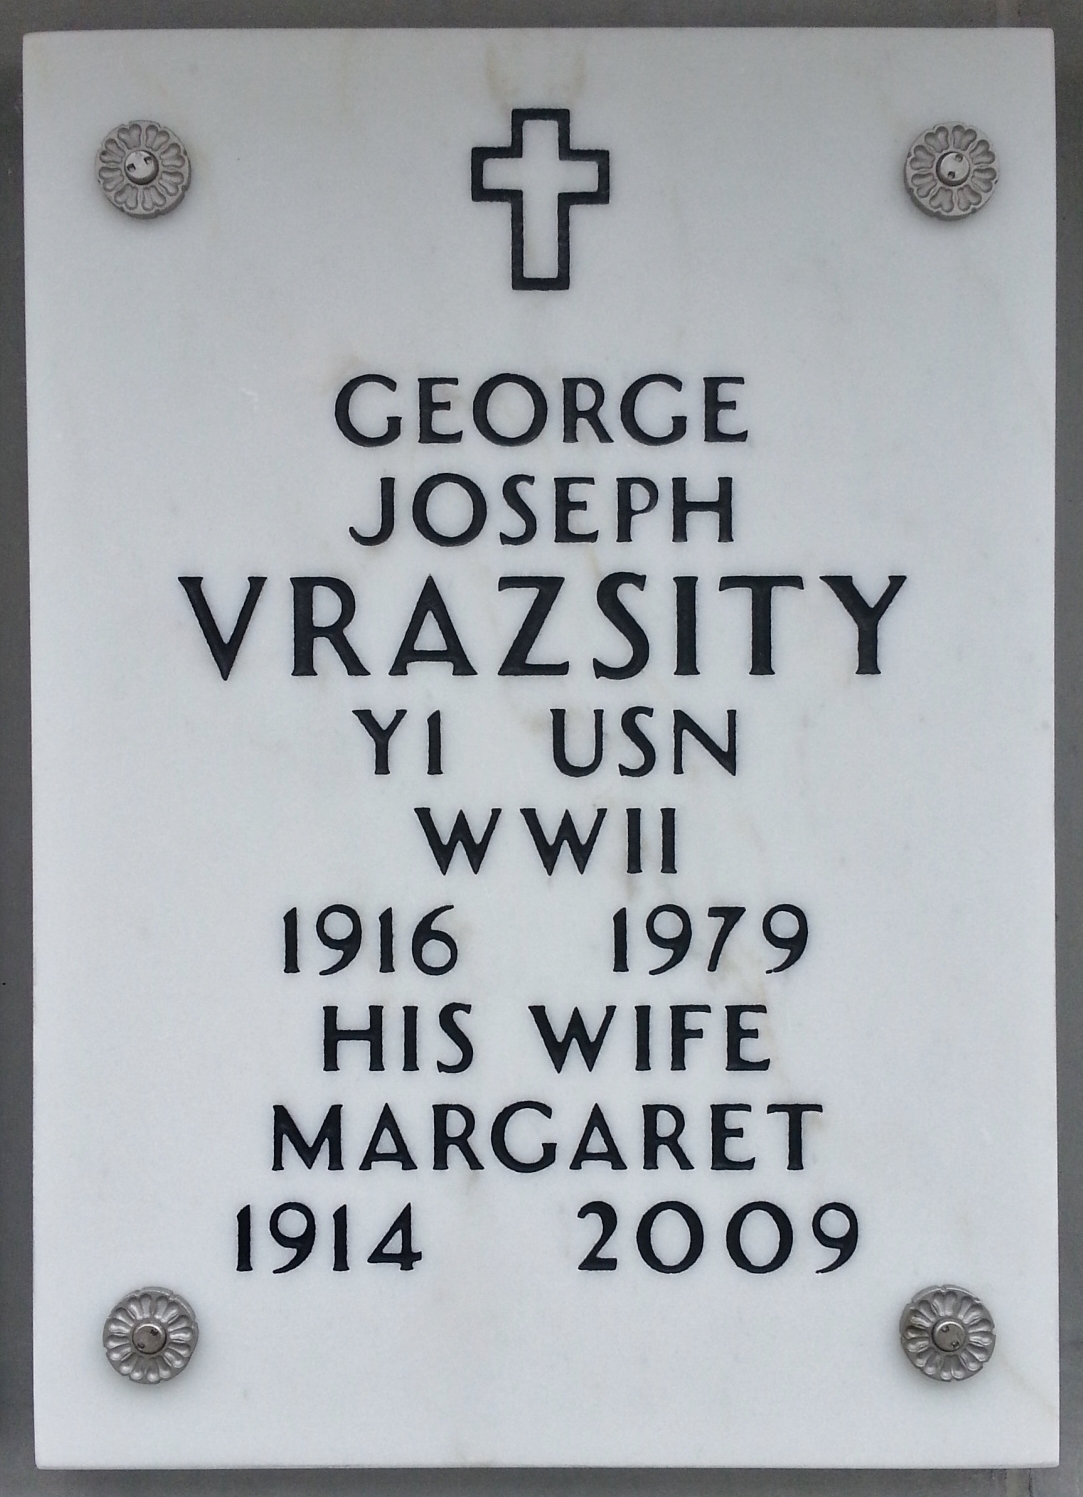 GEORGE
JOSEPH
VRAZSITY
Y1 USN
WWII
1916 1979
HIS WIFE
MARGARET
1914 2009